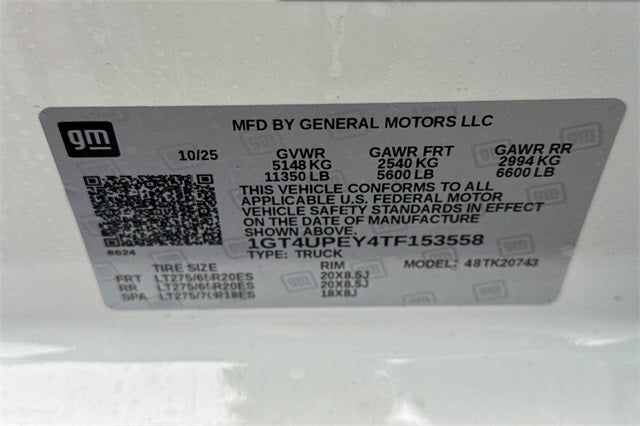 gm
MFD BY GENERAL MOTORS LLC
10/25 GVWR GAWR FRT GAWR RR
5148 KG 2540 KG 2994 KG
11350 LB 5600 LB 6600 LB
THIS VEHICLE CONFORMS TO ALL
APPLICABLE U.S. FEDERAL MOTOR
VEHICLE SAFETY STANDARDS IN EFFECT
ON THE DATE OF MANUFACTURE
SHOWN ABOVE.
1GT4UPEY4TF153558
B624
TYPE: TRUCK MODEL: 48TK20743
TIRE SIZE RIM
FRT LT275/65R20ES 20X8.5J
RR LT275/65R20ES 20X8.5J
SPA LT275/70R18ES 18X8J